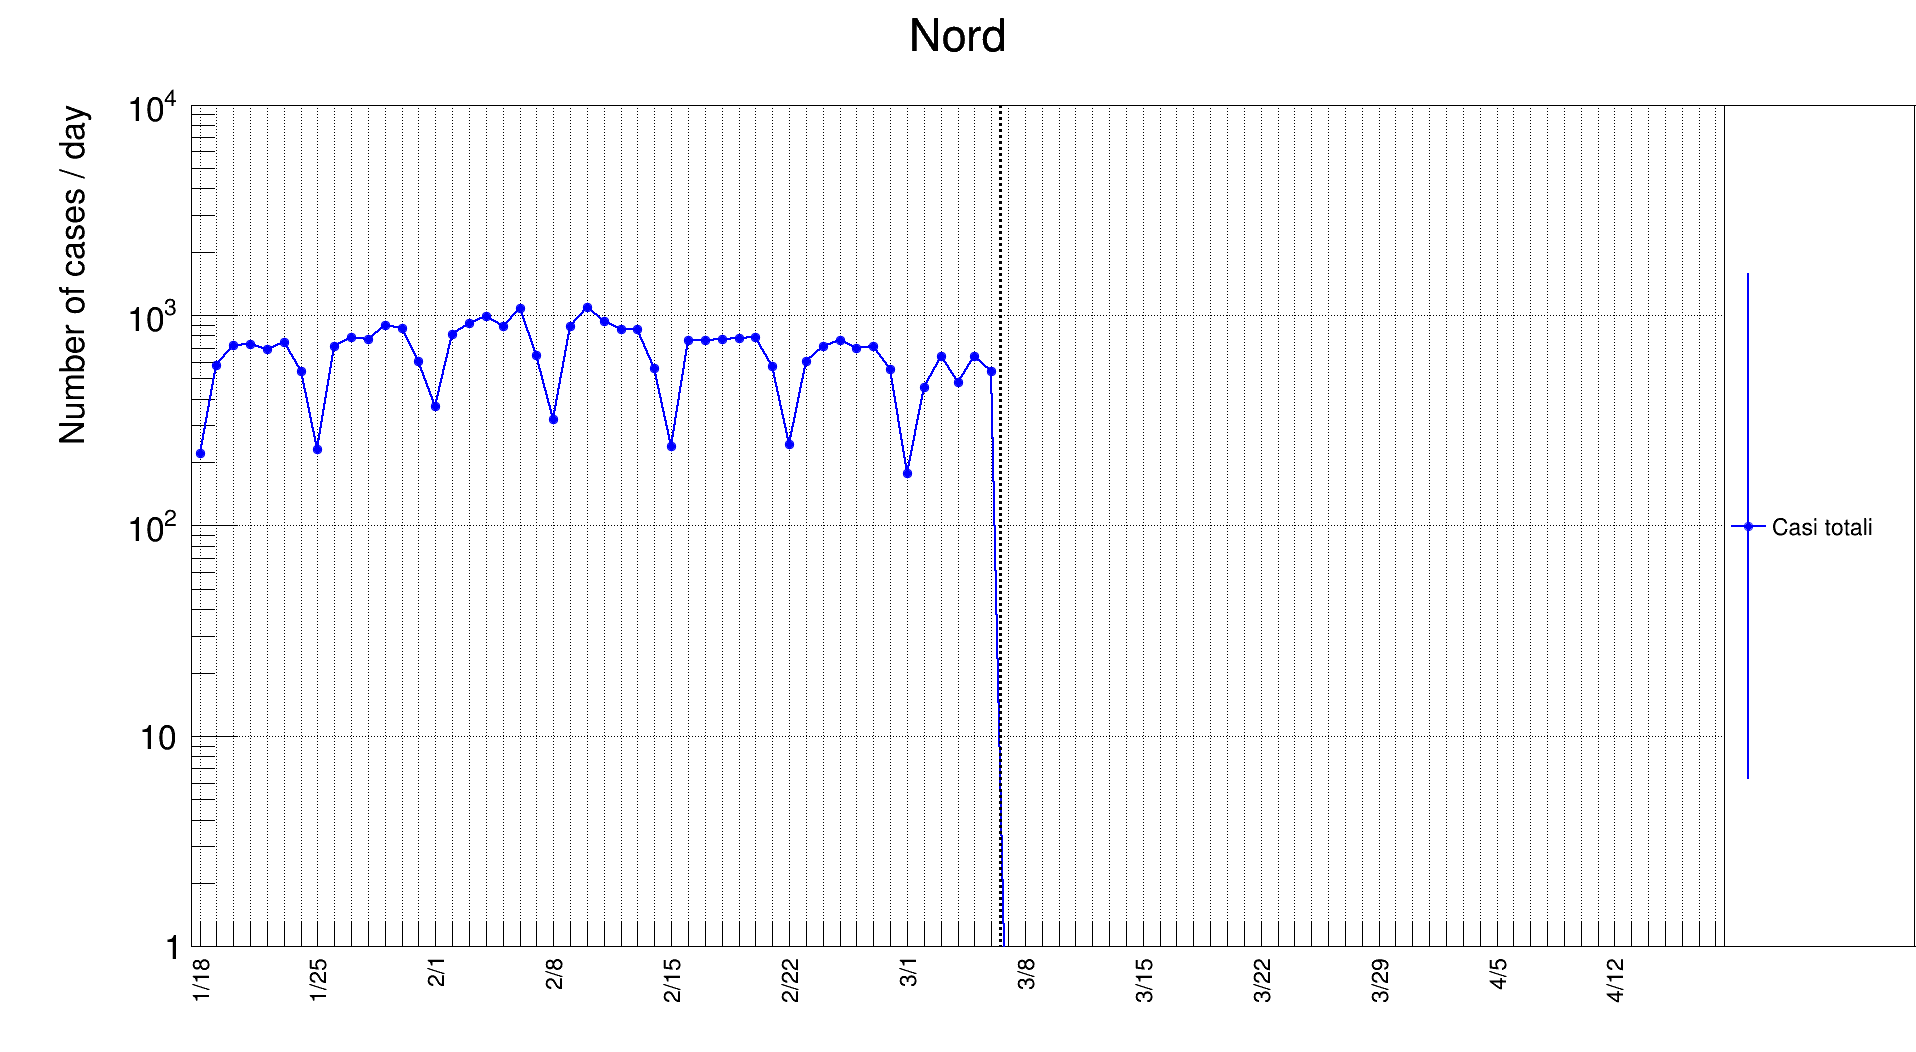 Nord
Number of cases / day
10^4
10^3
10^2
10
1
1/18 1/25 2/1 2/8 2/15 2/22 3/1 3/8 3/15 3/22 3/29 4/5 4/12
Casi totali